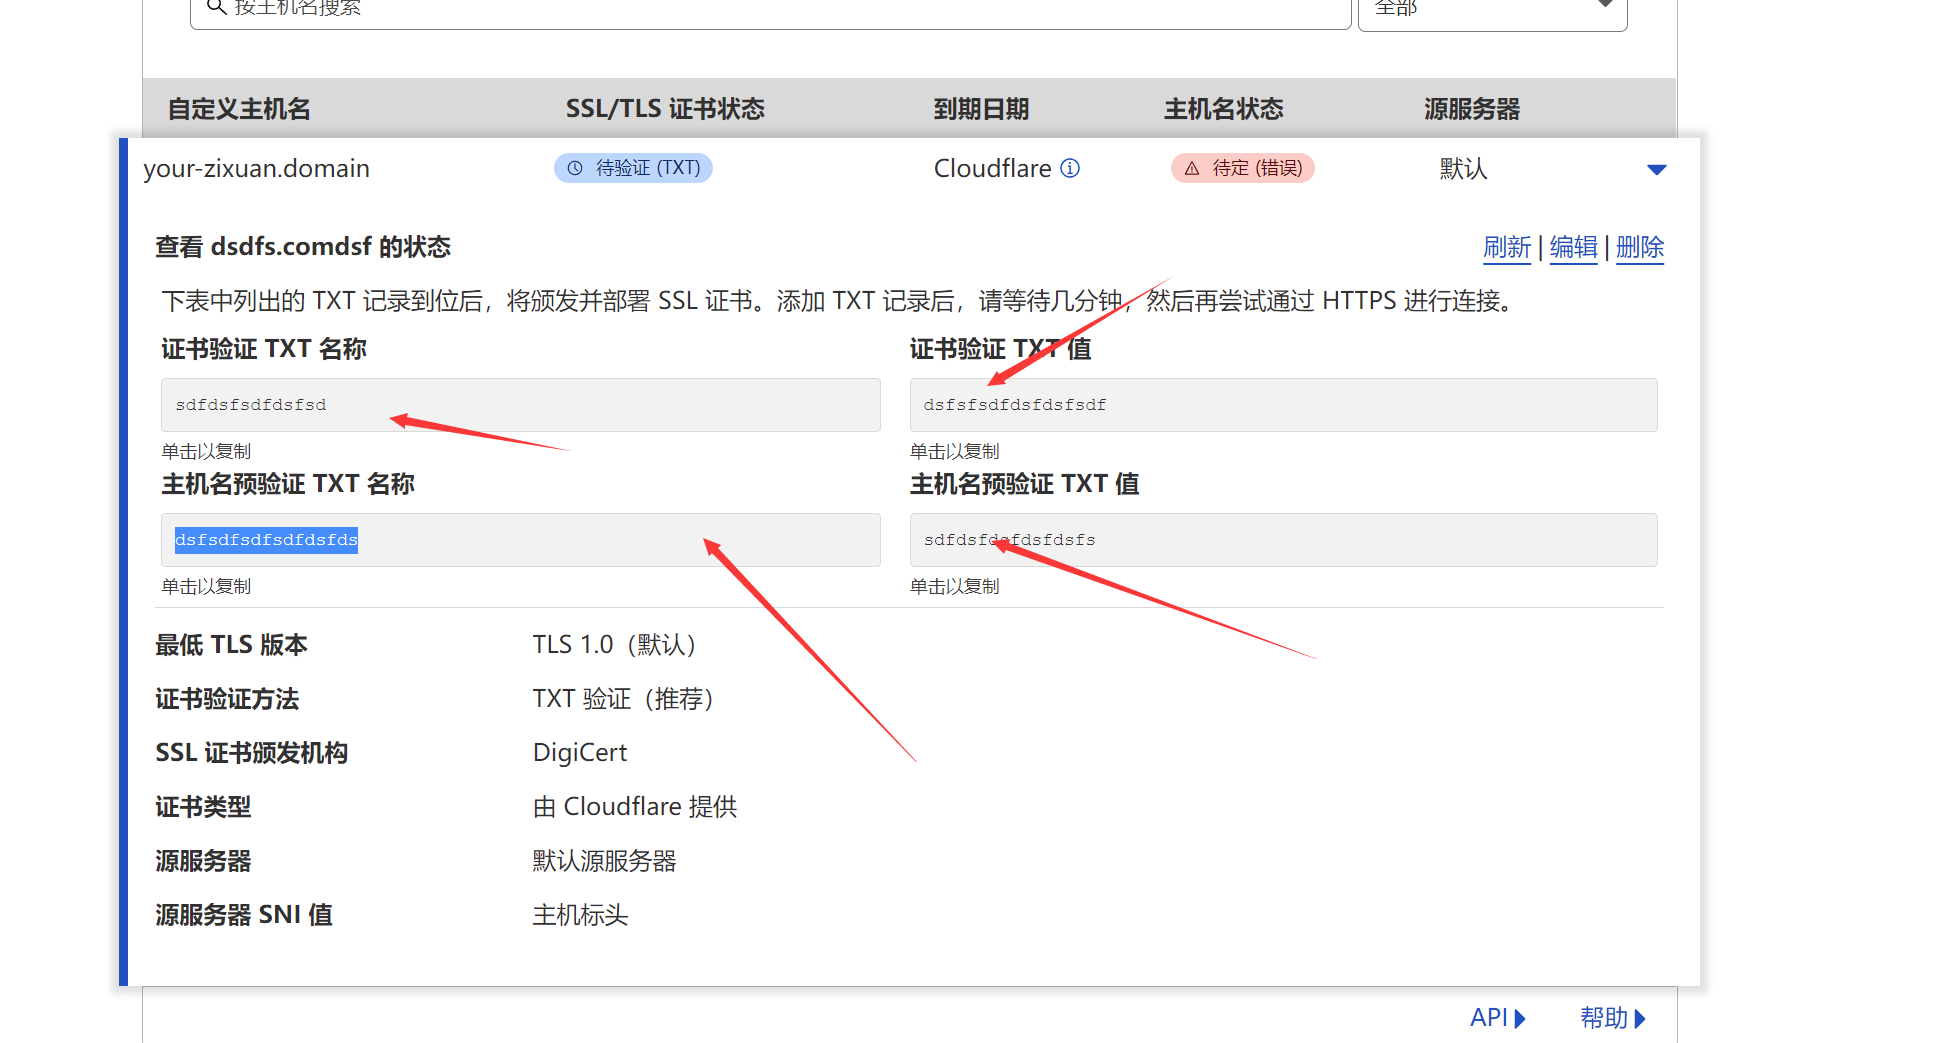 按主机名搜索
全部
自定义主机名 SSL/TLS 证书状态 到期日期 主机名状态 源服务器
your-zixuan.domain 待验证 (TXT) Cloudflare 待定 (错误) 默认
查看 dsdfs.comdsf 的状态 刷新 | 编辑 | 删除
下表中列出的 TXT 记录到位后，将颁发并部署 SSL 证书。添加 TXT 记录后，请等待几分钟，然后再尝试通过 HTTPS 进行连接。
证书验证 TXT 名称 证书验证 TXT 值
sdfdsfsdfdsfsd dsfsfsdfdsfdsfsdf
单击以复制 单击以复制
主机名预验证 TXT 名称 主机名预验证 TXT 值
dsfsdfsdfsdfdsfds sdfdsfdsfdsfdsfs
单击以复制 单击以复制
最低 TLS 版本 TLS 1.0（默认）
证书验证方法 TXT 验证（推荐）
SSL 证书颁发机构 DigiCert
证书类型 由 Cloudflare 提供
源服务器 默认源服务器
源服务器 SNI 值 主机标头
API 帮助